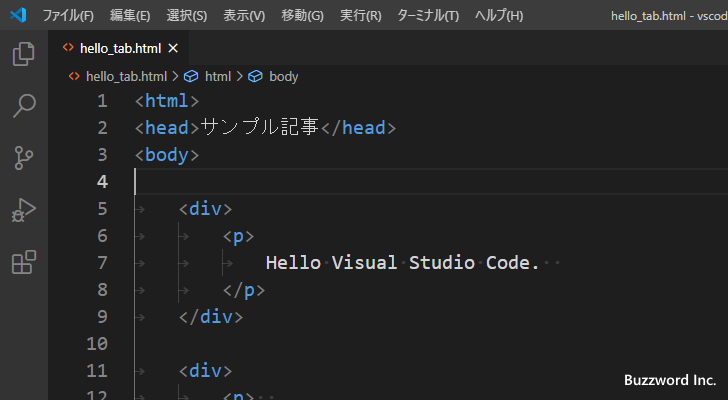 ファイル(F) 編集(E) 選択(S) 表示(V) 移動(G) 実行(R) ターミナル(T) ヘルプ(H) hello_tab.html - vscod
hello_tab.html
hello_tab.html > html > body
1 <html>
2 <head>サンプル記事</head>
3 <body>
4
5 <div>
6 <p>
7 Hello Visual Studio Code.
8 </p>
9 </div>
10
11 <div>
12 <p>
Buzzword Inc.